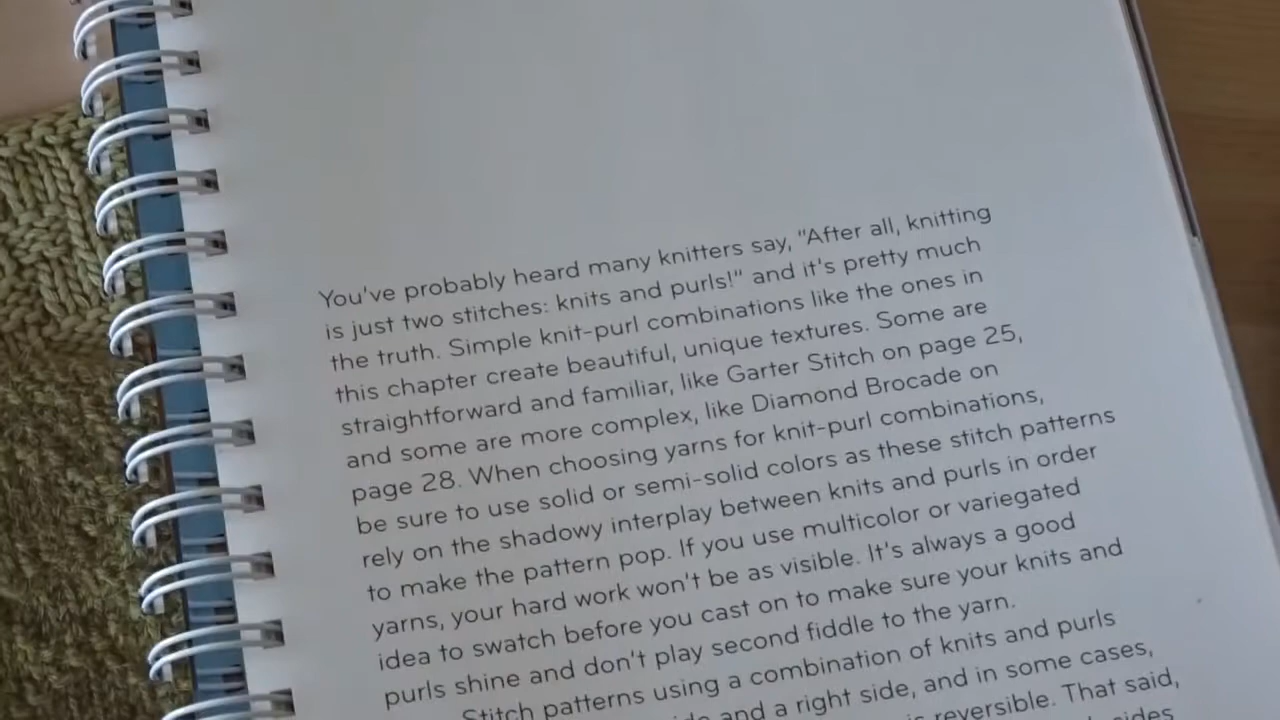 You've probably heard many knitters say, "After all, knitting
is just two stitches: knits and purls!" and it's pretty much
the truth. Simple knit-purl combinations like the ones in
this chapter create beautiful, unique textures. Some are
straightforward and familiar, like Garter Stitch on page 25,
and some are more complex, like Diamond Brocade on
page 28. When choosing yarns for knit-purl combinations,
be sure to use solid or semi-solid colors as these stitch patterns
rely on the shadowy interplay between knits and purls in order
to make the pattern pop. If you use multicolor or variegated
yarns, your hard work won't be as visible. It's always a good
idea to swatch before you cast on to make sure your knits and
purls shine and don't play second fiddle to the yarn.
Stitch patterns using a combination of knits and purls
and a right side, and in some cases,
reversible. That said,